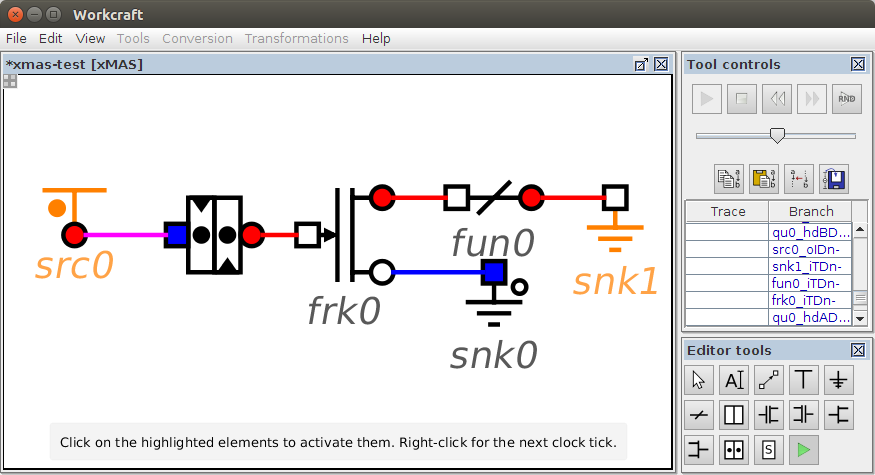 Workcraft
File Edit View Tools Conversion Transformations Help
*xmas-test [xMAS]
src0
frk0
fun0
snk0
snk1
Click on the highlighted elements to activate them. Right-click for the next clock tick.
Tool controls
RND
Trace Branch
qu0_hdBD...
src0_oIDn-
snk1_iTDn-
fun0_iTDn-
frk0_iTDn-
qu0_hdAD...
Editor tools
A
S